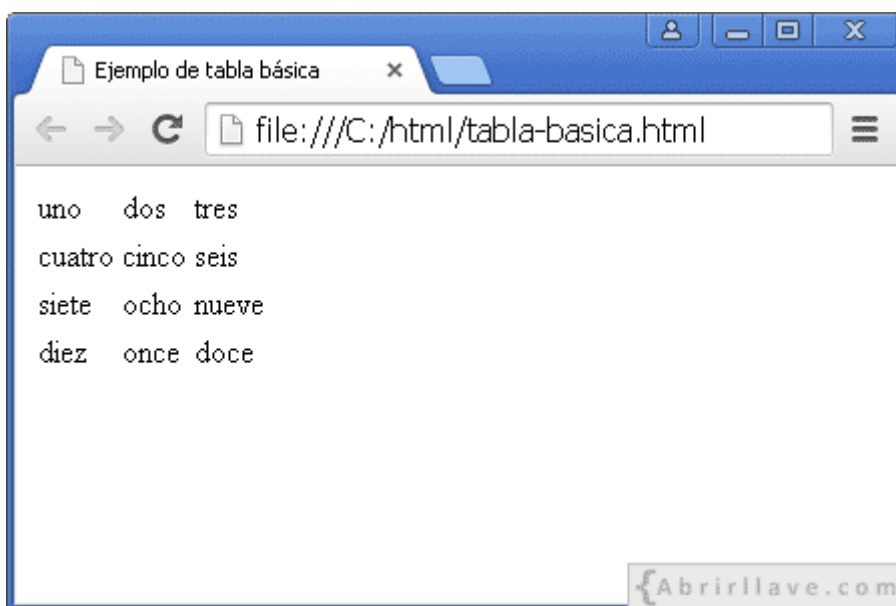 Ejemplo de tabla básica
file:///C:/html/tabla-basica.html
uno dos tres
cuatro cinco seis
siete ocho nueve
diez once doce
{Abrirllave.com